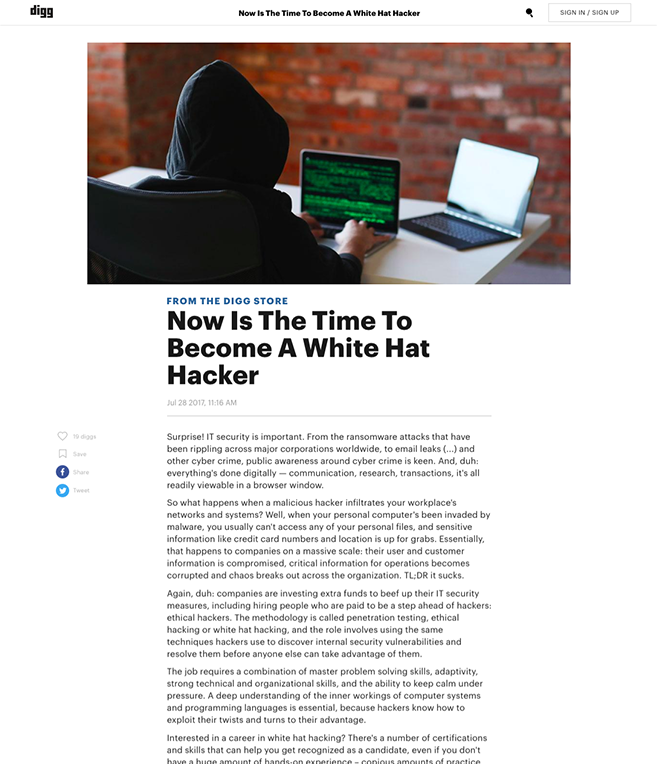 digg
Now Is The Time To Become A White Hat Hacker
SIGN IN / SIGN UP
FROM THE DIGG STORE
Now Is The Time To
Become A White Hat
Hacker
Jul 28 2017, 11:16 AM
19 diggs
Save
Share
Tweet
Surprise! IT security is important. From the ransomware attacks that have
been rippling across major corporations worldwide, to email leaks (...) and
other cyber crime, public awareness around cyber crime is keen. And, duh:
everything's done digitally — communication, research, transactions, it's all
readily viewable in a browser window.
So what happens when a malicious hacker infiltrates your workplace's
networks and systems? Well, when your personal computer's been invaded by
malware, you usually can't access any of your personal files, and sensitive
information like credit card numbers and location is up for grabs. Essentially,
that happens to companies on a massive scale: their user and customer
information is compromised, critical information for operations becomes
corrupted and chaos breaks out across the organization. TL;DR it sucks.
Again, duh: companies are investing extra funds to beef up their IT security
measures, including hiring people who are paid to be a step ahead of hackers:
ethical hackers. The methodology is called penetration testing, ethical
hacking or white hat hacking, and the role involves using the same
techniques hackers use to discover internal security vulnerabilities and
resolve them before anyone else can take advantage of them.
The job requires a combination of master problem solving skills, adaptivity,
strong technical and organizational skills, and the ability to keep calm under
pressure. A deep understanding of the inner workings of computer systems
and programming languages is essential, because hackers know how to
exploit their twists and turns to their advantage.
Interested in a career in white hat hacking? There's a number of certifications
and skills that can help you get recognized as a candidate, even if you don't
have a huge amount of hands-on experience – copious amounts of practice